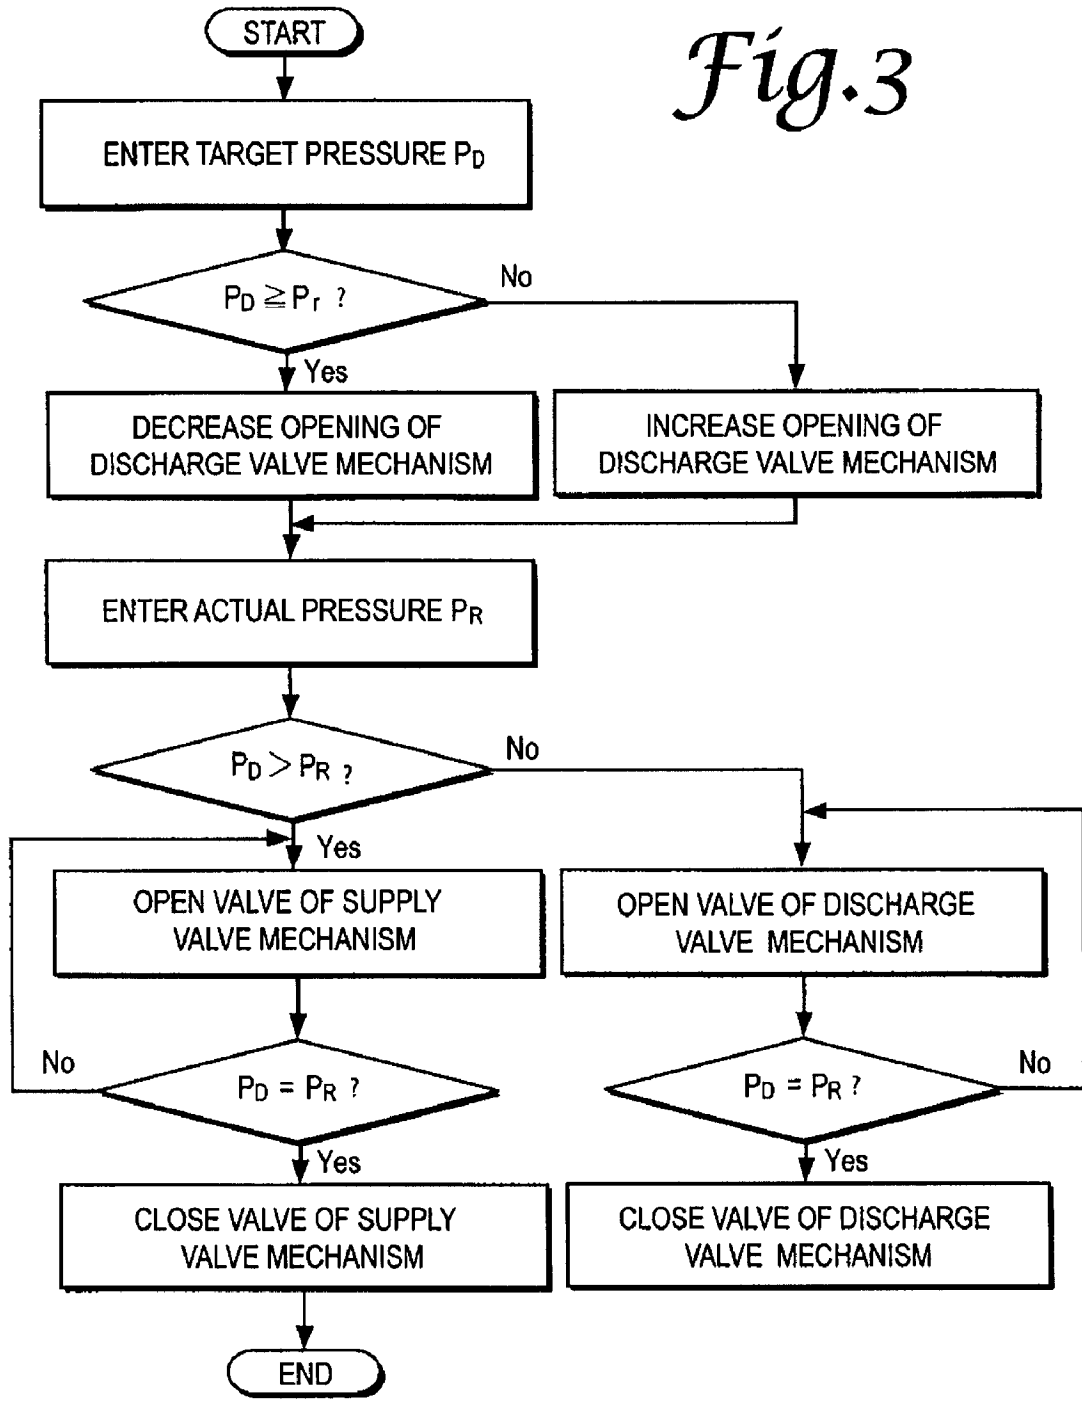 START
Fig.3
ENTER TARGET PRESSURE PD
PD ≧ Pr ?
No
Yes
DECREASE OPENING OF
DISCHARGE VALVE MECHANISM
INCREASE OPENING OF
DISCHARGE VALVE MECHANISM
ENTER ACTUAL PRESSURE PR
PD > PR ?
No
Yes
OPEN VALVE OF SUPPLY
VALVE MECHANISM
OPEN VALVE OF DISCHARGE
VALVE MECHANISM
PD = PR ?
No
Yes
PD = PR ?
No
Yes
CLOSE VALVE OF SUPPLY
VALVE MECHANISM
CLOSE VALVE OF DISCHARGE
VALVE MECHANISM
END